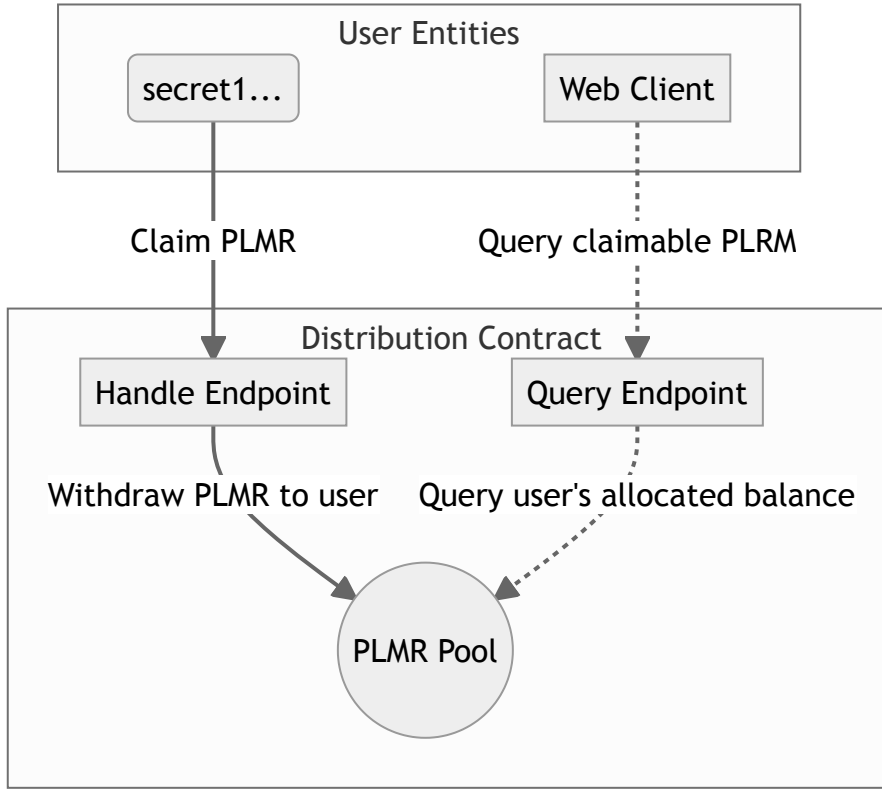 User Entities
secret1...
Web Client
Claim PLMR
Query claimable PLRM
Distribution Contract
Handle Endpoint
Query Endpoint
Withdraw PLMR to user
Query user's allocated balance
PLMR Pool